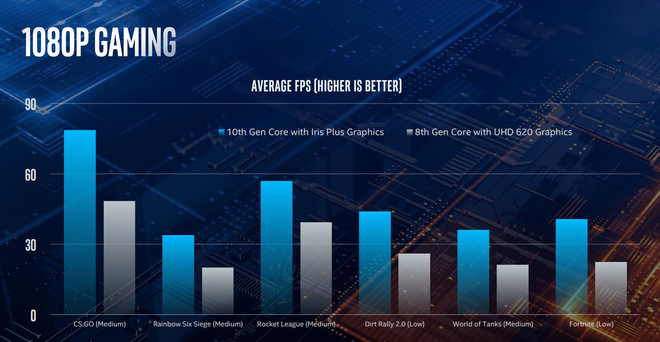 1080P GAMING
AVERAGE FPS (HIGHER IS BETTER)
90
10th Gen Core with Iris Plus Graphics
8th Gen Core with UHD 620 Graphics
60
30
0
CS:GO (Medium)
Rainbow Six Siege (Medium)
Rocket League (Medium)
Dirt Rally 2.0 (Low)
World of Tanks (Medium)
Fortnite (Low)